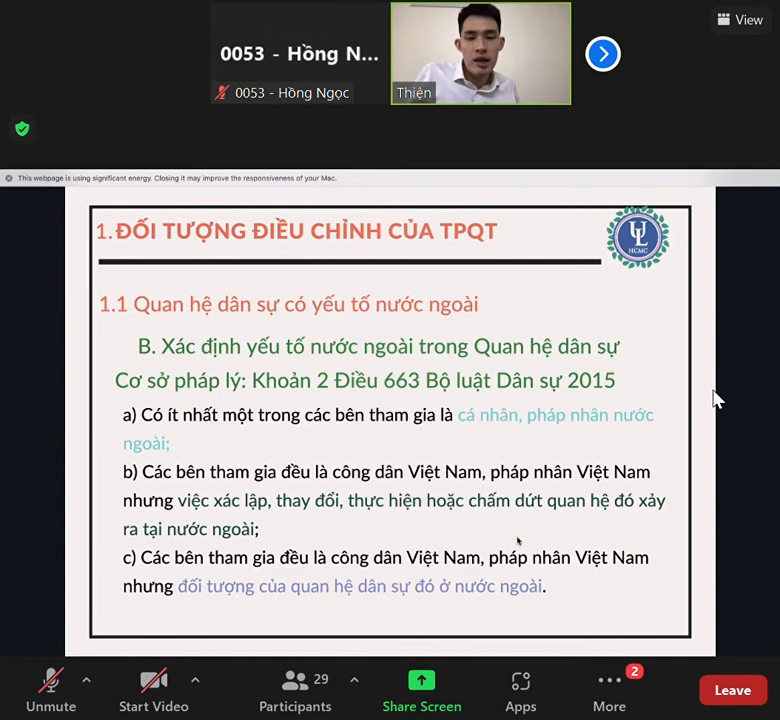 View
0053 - Hồng N...
0053 - Hồng Ngọc
Thiện
This webpage is using significant energy. Closing it may improve the responsiveness of your Mac.
1.ĐỐI TƯỢNG ĐIỀU CHỈNH CỦA TPQT
UL
HCMC
1.1 Quan hệ dân sự có yếu tố nước ngoài
B. Xác định yếu tố nước ngoài trong Quan hệ dân sự
Cơ sở pháp lý: Khoản 2 Điều 663 Bộ luật Dân sự 2015
a) Có ít nhất một trong các bên tham gia là cá nhân, pháp nhân nước
ngoài;
b) Các bên tham gia đều là công dân Việt Nam, pháp nhân Việt Nam
nhưng việc xác lập, thay đổi, thực hiện hoặc chấm dứt quan hệ đó xảy
ra tại nước ngoài;
c) Các bên tham gia đều là công dân Việt Nam, pháp nhân Việt Nam
nhưng đối tượng của quan hệ dân sự đó ở nước ngoài.
29
2
Unmute
Start Video
Participants
Share Screen
Apps
More
Leave